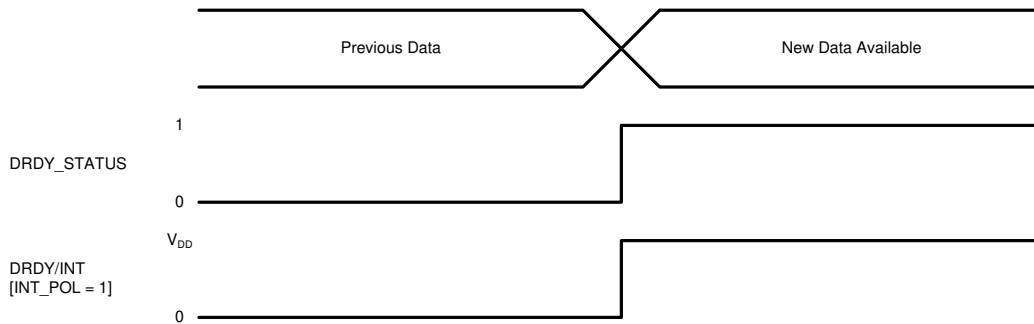 Previous Data
New Data Available
1
DRDY_STATUS
0
VDD
DRDY/INT
[INT_POL = 1]
0